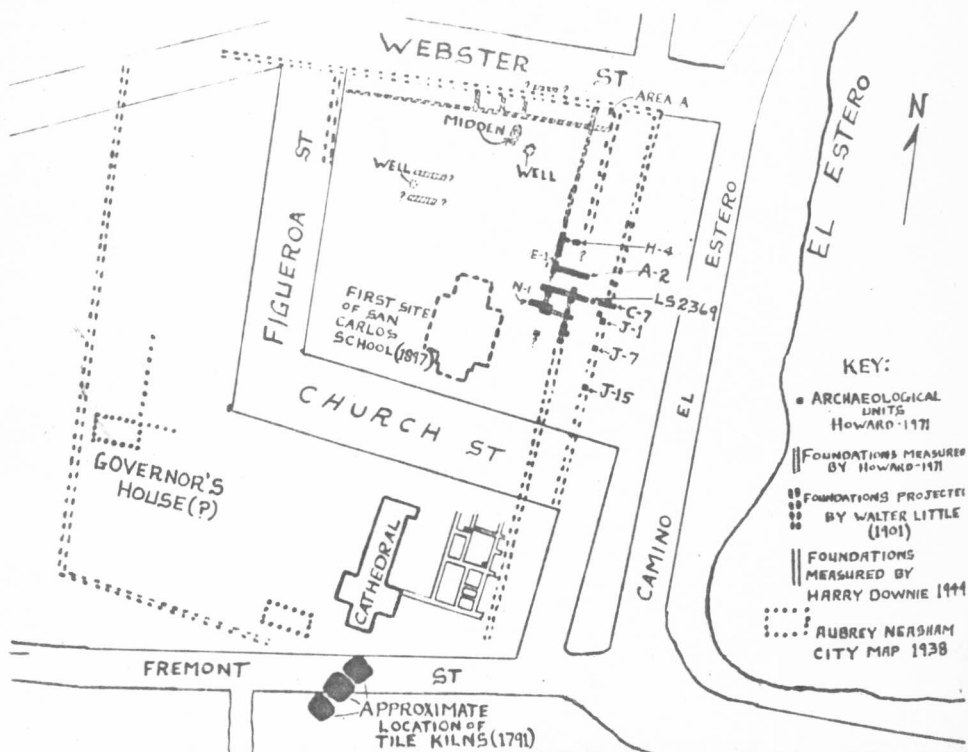 WEBSTER ST
? ?
AREA A
N
MIDDEN
WELL
WELL ?
? ?
FIGUEROA ST
EL ESTERO
H-4
E-1
?
A-2
N-1
LS2369
C-7
J-1
J-7
J-15
?
FIRST SITE
OF SAN
CARLOS
SCHOOL (1897)
CHURCH ST
CAMINO EL ESTERO
GOVERNOR'S
HOUSE(?)
CATHEDRAL
FREMONT ST
APPROXIMATE
LOCATION OF
TILE KILNS (1791)
KEY:
ARCHAEOLOGICAL
UNITS
HOWARD-1971
FOUNDATIONS MEASURED
BY HOWARD-1971
FOUNDATIONS PROJECTED
BY WALTER LITTLE
(1901)
FOUNDATIONS
MEASURED BY
HARRY DOWNIE 1944
AUBREY NEASHAM
CITY MAP 1938